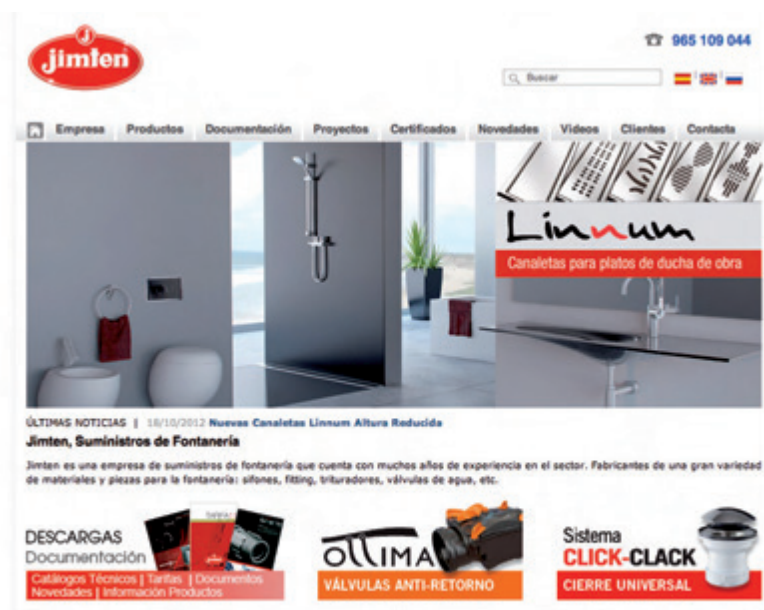 jimten
965 109 044
Buscar
Empresa Productos Documentación Proyectos Certificados Novedades Videos Clientes Contacta
Linnum
Canaletas para platos de ducha de obra
ÚLTIMAS NOTICIAS | 18/10/2012 Nuevas Canaletas Linnum Altura Reducida
Jimten, Suministros de Fontanería
Jimten es una empresa de suministros de fontanería que cuenta con muchos años de experiencia en el sector. Fabricantes de una gran variedad
de materiales y piezas para la fontanería: sifones, fitting, trituradores, válvulas de agua, etc.
DESCARGAS
Documentación
Catálogos Técnicos | Tarifas | Documentos
Novedades | Información Productos
jimten
OTTIMA
VÁLVULAS ANTI-RETORNO
Sistema
CLICK-CLACK
CIERRE UNIVERSAL